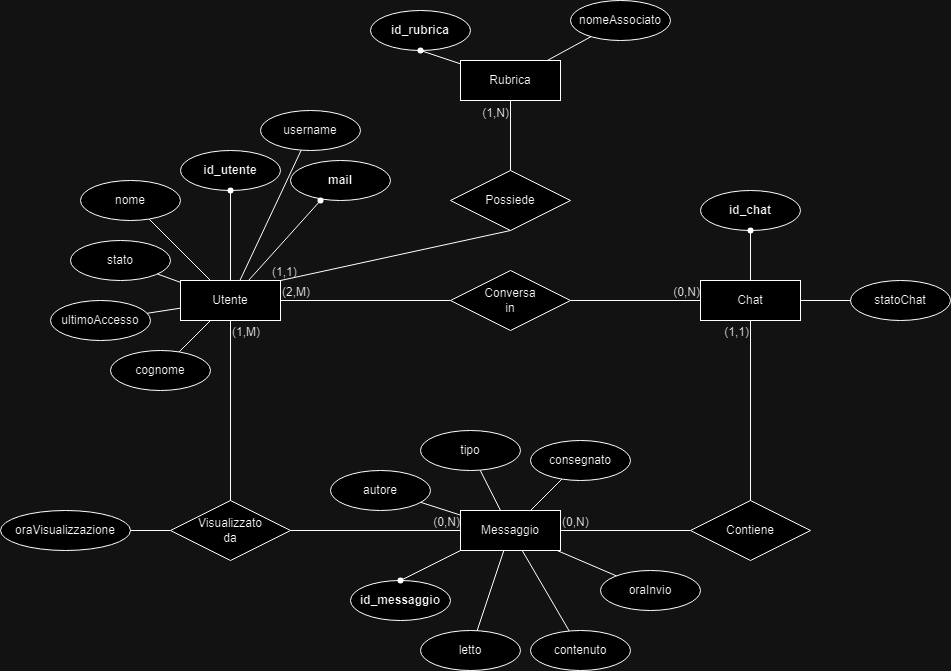 nomeAssociato
id_rubrica
Rubrica
(1,N)
username
id_utente
mail
nome
Possiede
id_chat
stato
(1,1)
Utente
(2,M)
Conversa
in
(0,N)
Chat
statoChat
ultimoAccesso
(1,M)
(1,1)
cognome
tipo
consegnato
autore
oraVisualizzazione
Visualizzato
da
(0,N)
Messaggio
(0,N)
Contiene
id_messaggio
oraInvio
letto
contenuto